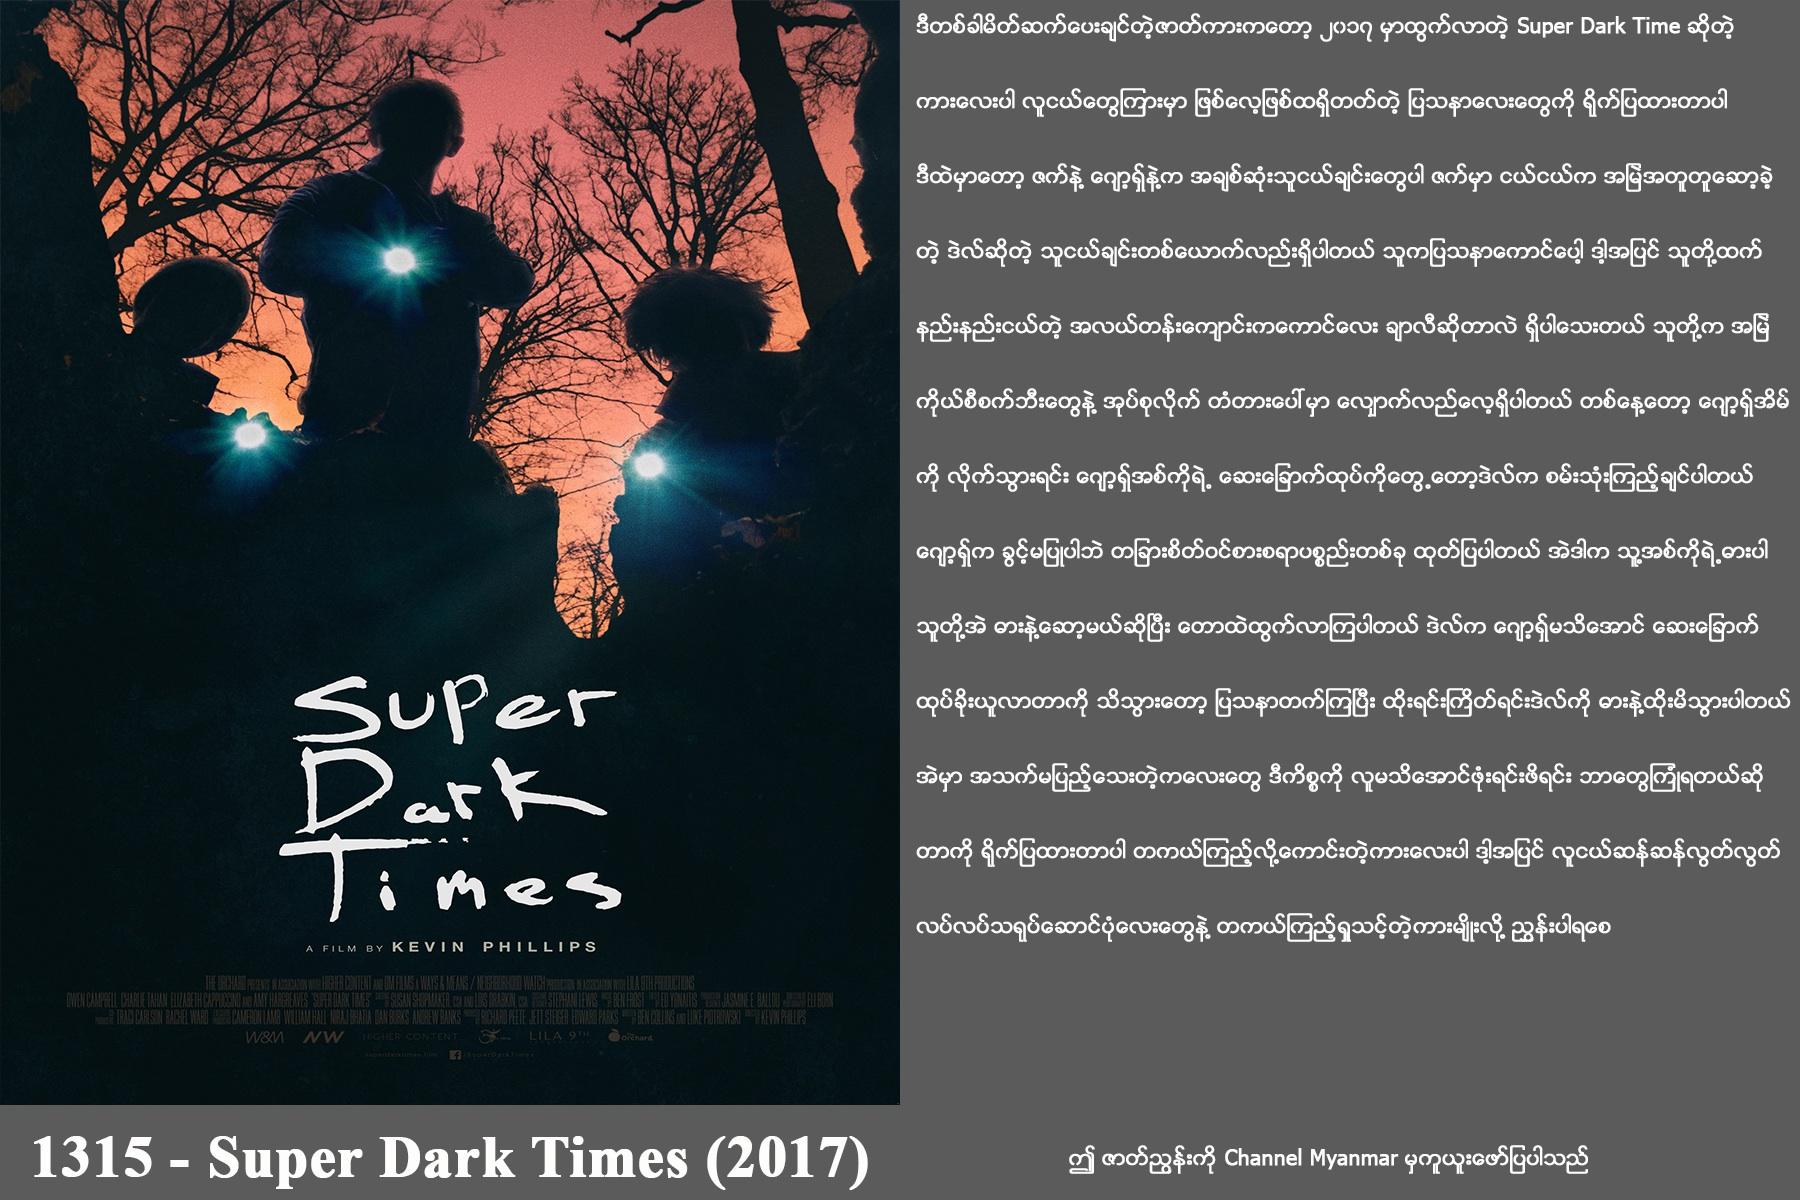 Super
Dark
Times
A FILM BY KEVIN PHILLIPS
W&M NW HIGHER CONTENT LILA 9TH The Orchard
1315 - Super Dark Times (2017)
ဒီတစ်ခါမိတ်ဆက်ပေးချင်တဲ့ဇာတ်ကားကတော့ ၂၀၁၇ မှာထွက်လာတဲ့ Super Dark Time ဆိုတဲ့
ကားလေးပါ လူငယ်တွေကြားမှာ ဖြစ်လေ့ဖြစ်ထရှိတတ်တဲ့ ပြသနာလေးတွေကို ရိုက်ပြထားတာပါ
ဒီထဲမှာတော့ ဇက်နဲ့ ဂျော့ရှ်နဲ့က အချစ်ဆုံးသူငယ်ချင်းတွေပါ ဇက်မှာ ငယ်ငယ်က အမြဲအတူတူဆော့ခဲ့
တဲ့ ဒဲလ်ဆိုတဲ့ သူငယ်ချင်းတစ်ယောက်လည်းရှိပါတယ် သူကပြသနာကောင်ပေါ့ ဒါ့အပြင် သူတို့ထက်
နည်းနည်းငယ်တဲ့ အလယ်တန်းကျောင်းကကောင်လေး ချာလီဆိုတာလဲ ရှိပါသေးတယ် သူတို့က အမြဲ
ကိုယ်စီစက်ဘီးတွေနဲ့ အုပ်စုလိုက် တံတားပေါ်မှာ လျှောက်လည်လေ့ရှိပါတယ် တစ်နေ့တော့ ဂျော့ရှ်အိမ်
ကို လိုက်သွားရင်း ဂျော့ရှ်အစ်ကိုရဲ့ ဆေးခြောက်ထုပ်ကိုတွေ့တော့ဒဲလ်က စမ်းသုံးကြည့်ချင်ပါတယ်
ဂျော့ရှ်က ခွင့်မပြုပါဘဲ တခြားစိတ်ဝင်စားစရာပစ္စည်းတစ်ခု ထုတ်ပြပါတယ် အဲဒါက သူ့အစ်ကိုရဲ့ဓားပါ
သူတို့အဲ ဓားနဲ့ဆော့မယ်ဆိုပြီး တောထဲထွက်လာကြပါတယ် ဒဲလ်က ဂျော့ရှ်မသိအောင် ဆေးခြောက်
ထုပ်ခိုးယူလာတာကို သိသွားတော့ ပြသနာတက်ကြပြီး ထိုးရင်းကြိတ်ရင်းဒဲလ်ကို ဓားနဲ့ထိုးမိသွားပါတယ်
အဲမှာ အသက်မပြည့်သေးတဲ့ကလေးတွေ ဒီကိစ္စကို လူမသိအောင်ဖုံးရင်းဖိရင်း ဘာတွေကြုံရတယ်ဆို
တာကို ရိုက်ပြထားတာပါ တကယ်ကြည့်လို့ကောင်းတဲ့ကားလေးပါ ဒါ့အပြင် လူငယ်ဆန်ဆန်လွတ်လွတ်
လပ်လပ်သရုပ်ဆောင်ပုံလေးတွေနဲ့ တကယ်ကြည့်ရှုသင့်တဲ့ကားမျိုးလို့ ညွှန်းပါရစေ
ဤ ဇာတ်ညွှန်းကို Channel Myanmar မှကူယူးဖော်ပြပါသည်